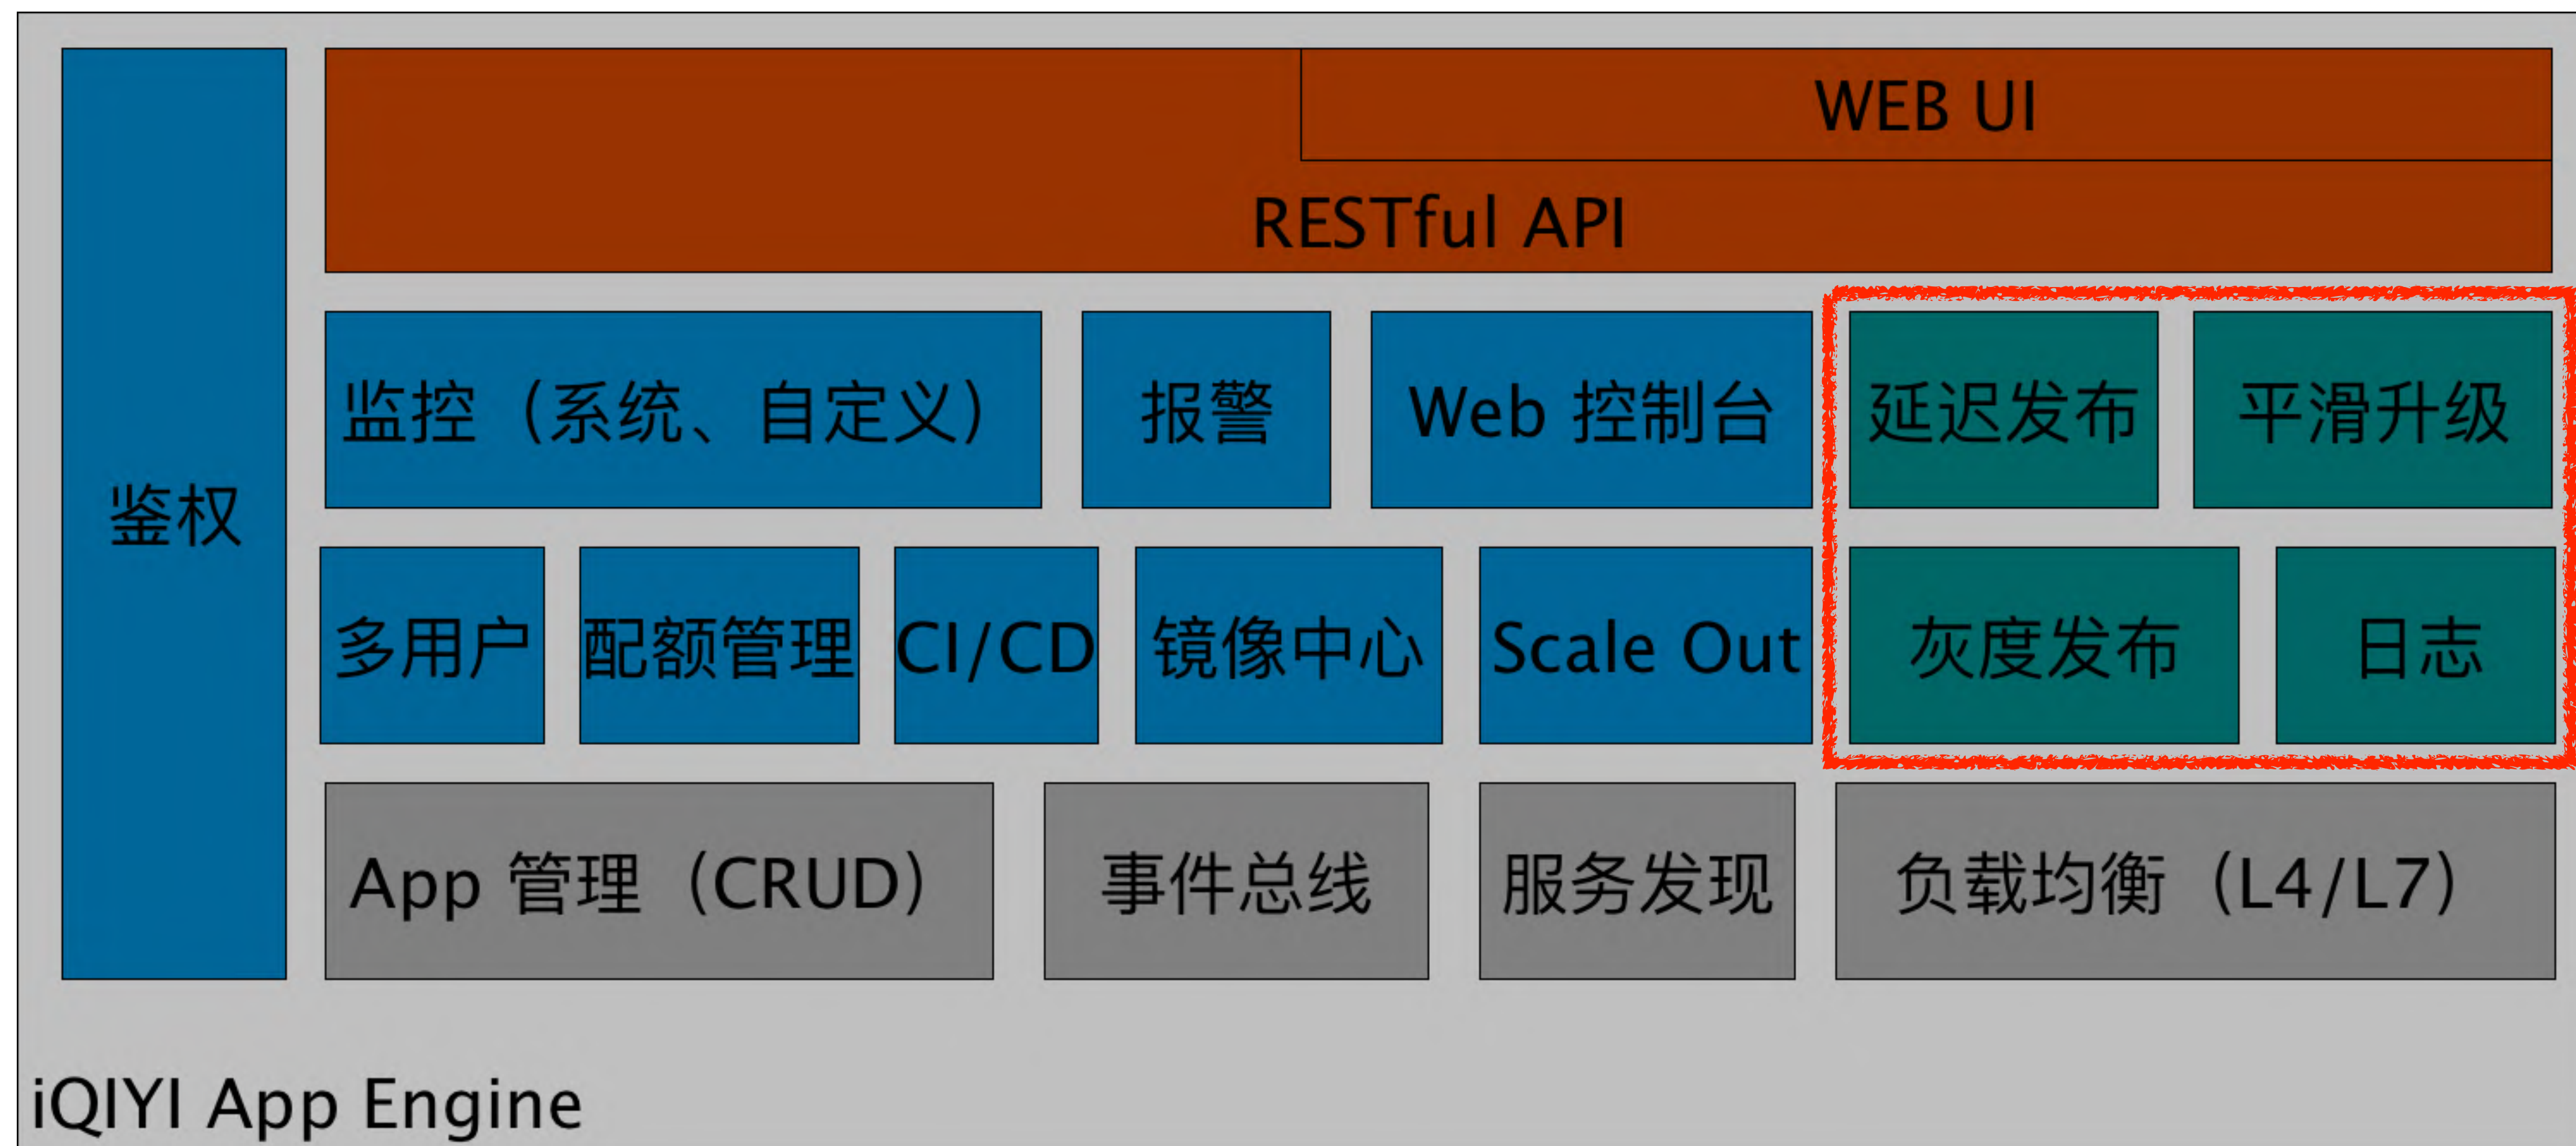 WEB UI
RESTful API
鉴权
监控（系统、自定义）
报警
Web 控制台
延迟发布
平滑升级
多用户
配额管理
CI/CD
镜像中心
Scale Out
灰度发布
日志
App 管理（CRUD）
事件总线
服务发现
负载均衡（L4/L7）
iQIYI App Engine